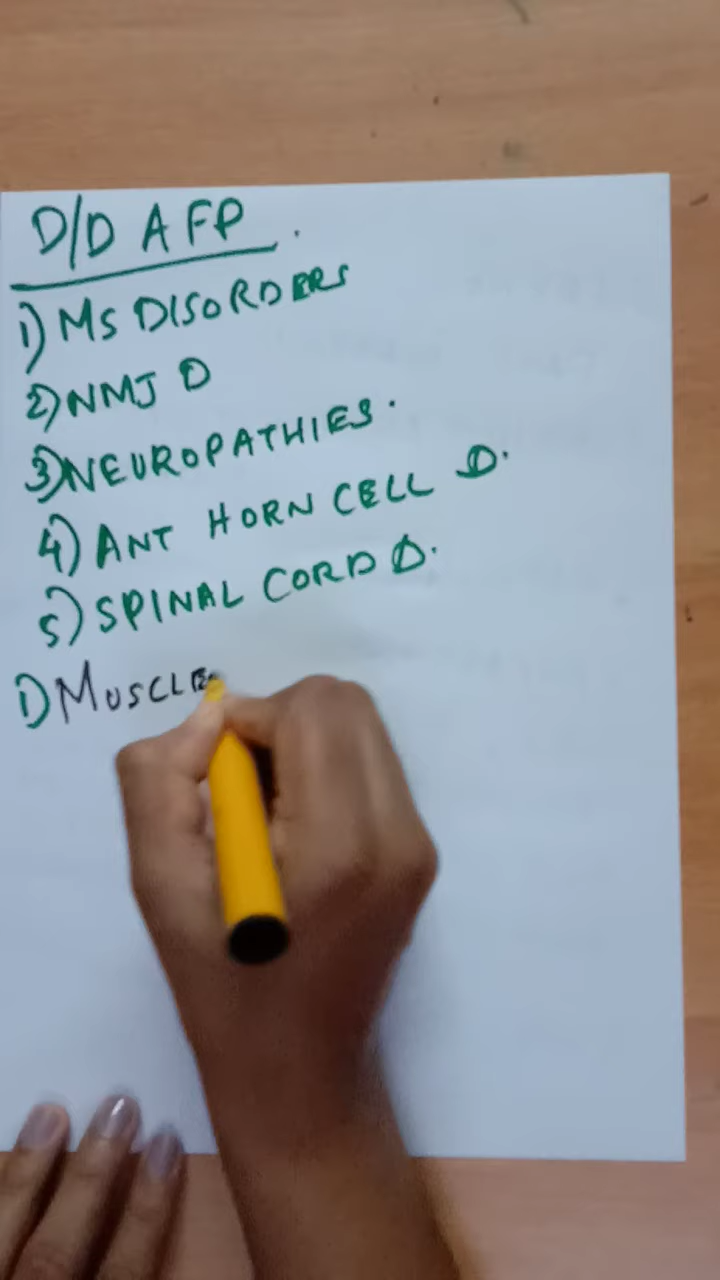 D/D AFP.
1) MS DISORDERS
2) NMJ D
3) NEUROPATHIES.
4) ANT HORN CELL D.
5) SPINAL CORD D.
1) MUSCLE